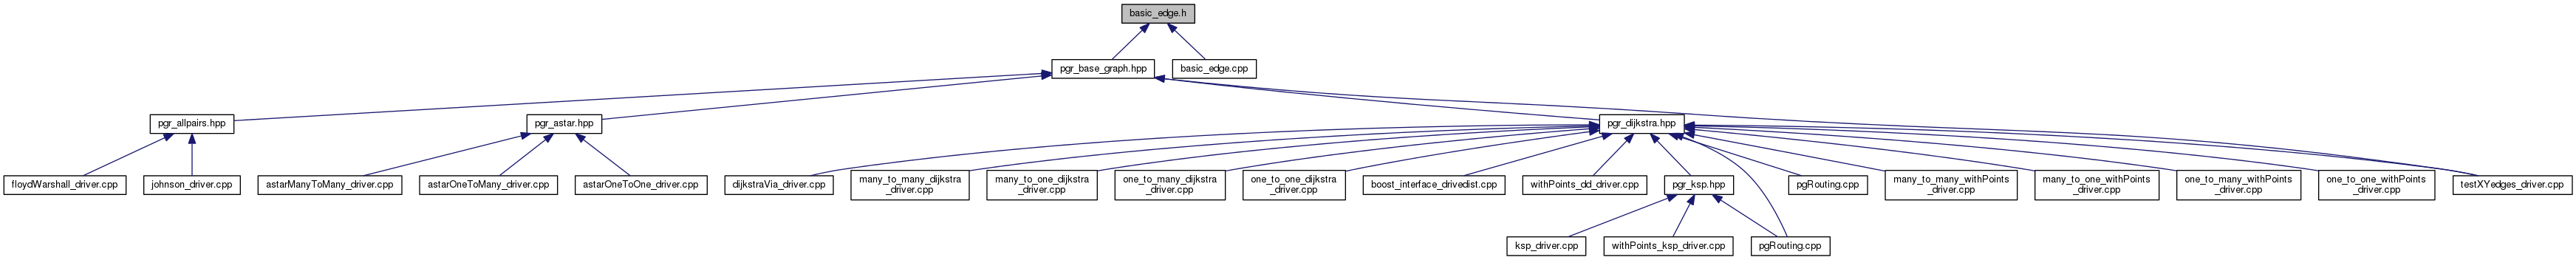 basic_edge.h
pgr_base_graph.hpp
basic_edge.cpp
pgr_allpairs.hpp
pgr_astar.hpp
pgr_dijkstra.hpp
floydWarshall_driver.cpp
johnson_driver.cpp
astarManyToMany_driver.cpp
astarOneToMany_driver.cpp
astarOneToOne_driver.cpp
dijkstraVia_driver.cpp
many_to_many_dijkstra
_driver.cpp
many_to_one_dijkstra
_driver.cpp
one_to_many_dijkstra
_driver.cpp
one_to_one_dijkstra
_driver.cpp
boost_interface_drivedist.cpp
withPoints_dd_driver.cpp
pgr_ksp.hpp
pgRouting.cpp
many_to_many_withPoints
_driver.cpp
many_to_one_withPoints
_driver.cpp
one_to_many_withPoints
_driver.cpp
one_to_one_withPoints
_driver.cpp
testXYedges_driver.cpp
ksp_driver.cpp
withPoints_ksp_driver.cpp
pgRouting.cpp